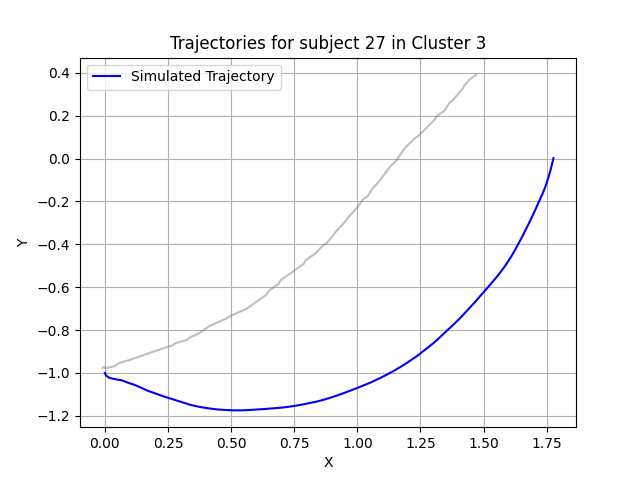 Trajectories for subject 27 in Cluster 3
Simulated Trajectory
0.4
0.2
0.0
−0.2
−0.4
−0.6
−0.8
−1.0
−1.2
Y
0.00 0.25 0.50 0.75 1.00 1.25 1.50 1.75
X